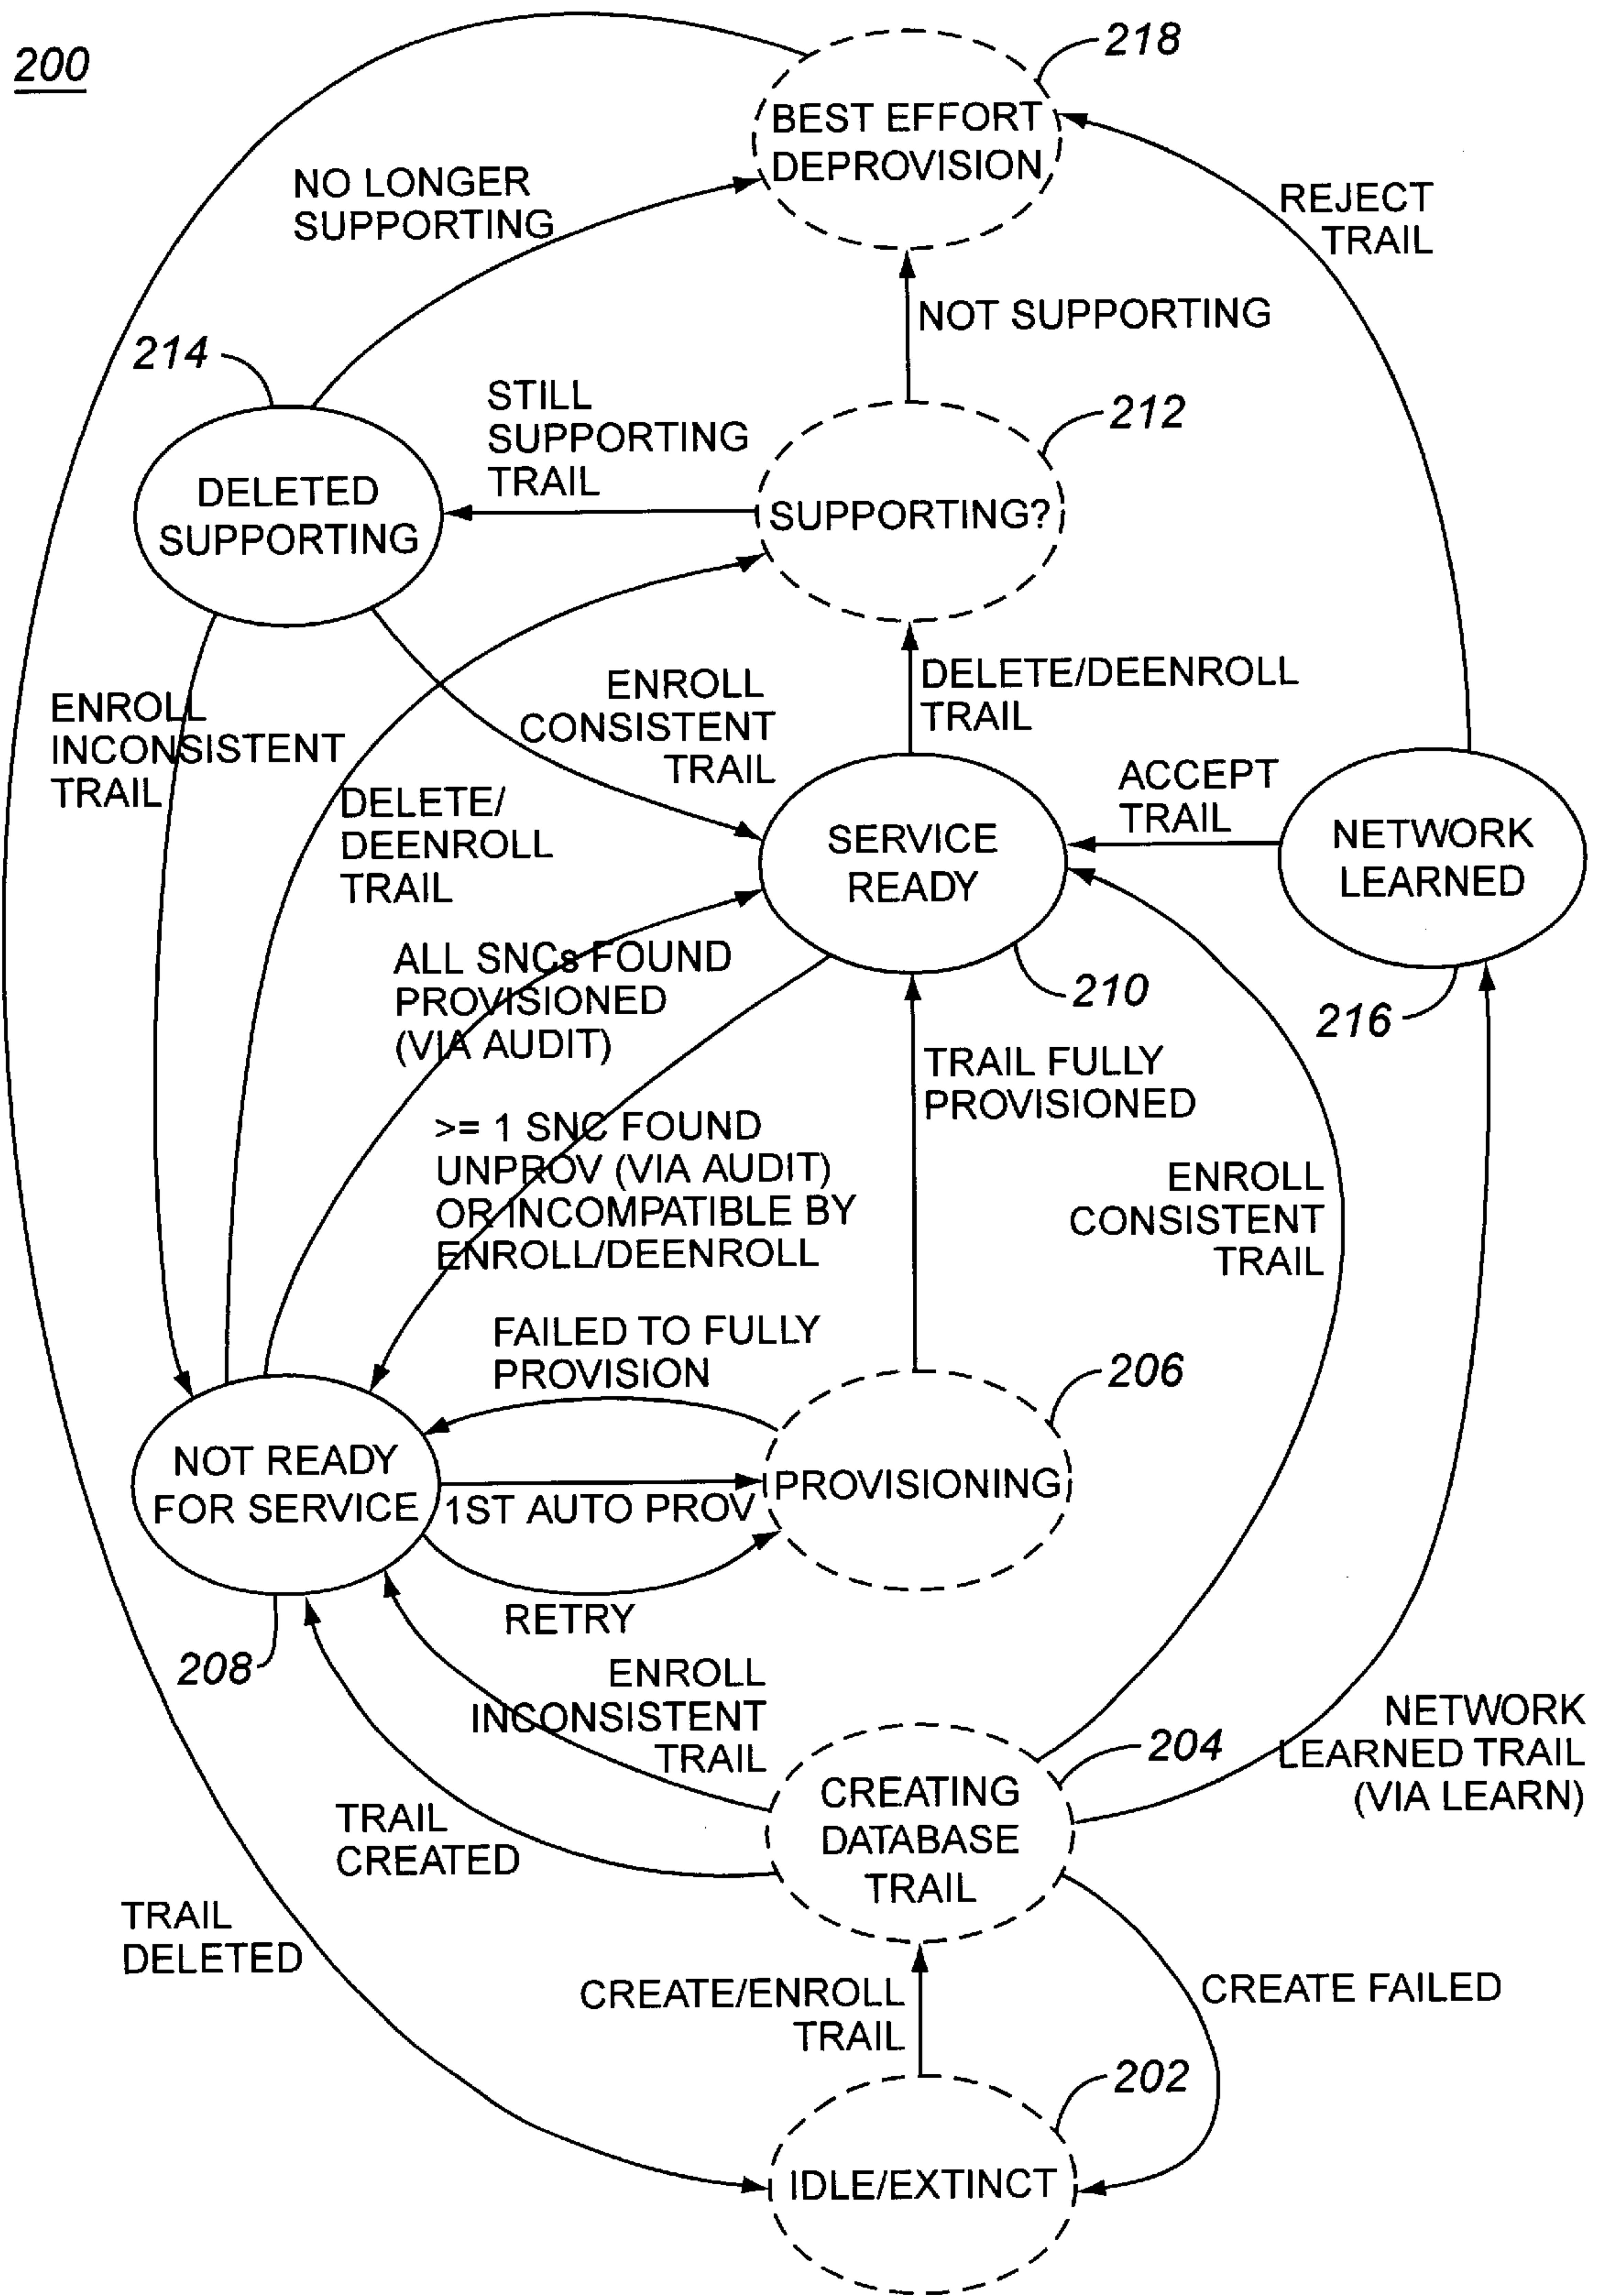 200
218
BEST EFFORT
DEPROVISION
NO LONGER
SUPPORTING
REJECT
TRAIL
NOT SUPPORTING
214
STILL
SUPPORTING
TRAIL
212
DELETED
SUPPORTING
SUPPORTING?
ENROLL
INCONSISTENT
TRAIL
ENROLL
CONSISTENT
TRAIL
DELETE/DEENROLL
TRAIL
DELETE/
DEENROLL
TRAIL
ACCEPT
TRAIL
SERVICE
READY
NETWORK
LEARNED
ALL SNCs FOUND
PROVISIONED
(VIA AUDIT)
210
216
TRAIL FULLY
PROVISIONED
>= 1 SNC FOUND
UNPROV (VIA AUDIT)
OR INCOMPATIBLE BY
ENROLL/DEENROLL
ENROLL
CONSISTENT
TRAIL
FAILED TO FULLY
PROVISION
206
NOT READY
FOR SERVICE
1ST AUTO PROV
PROVISIONING
RETRY
208
ENROLL
INCONSISTENT
TRAIL
204
NETWORK
LEARNED TRAIL
(VIA LEARN)
CREATING
DATABASE
TRAIL
TRAIL
CREATED
TRAIL
DELETED
CREATE/ENROLL
TRAIL
CREATE FAILED
202
IDLE/EXTINCT